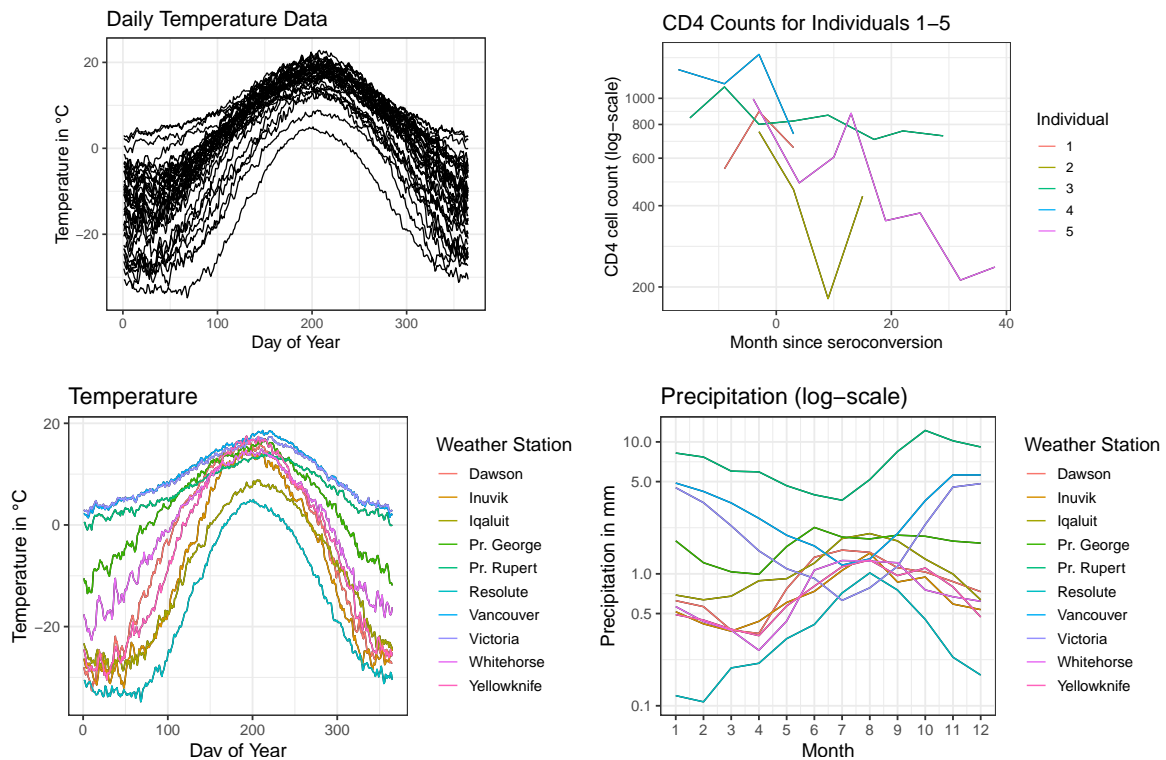 Daily Temperature Data
Temperature in °C
20
0
−20
0
100
200
300
Day of Year
CD4 Counts for Individuals 1−5
CD4 cell count (log−scale)
1000
800
600
400
200
0
20
40
Month since seroconversion
Individual
1
2
3
4
5
Temperature
Temperature in °C
20
0
−20
0
100
200
300
Day of Year
Weather Station
Dawson
Inuvik
Iqaluit
Pr. George
Pr. Rupert
Resolute
Vancouver
Victoria
Whitehorse
Yellowknife
Precipitation (log−scale)
Precipitation in mm
10.0
5.0
1.0
0.5
0.1
1 2 3 4 5 6 7 8 9 10 11 12
Month
Weather Station
Dawson
Inuvik
Iqaluit
Pr. George
Pr. Rupert
Resolute
Vancouver
Victoria
Whitehorse
Yellowknife